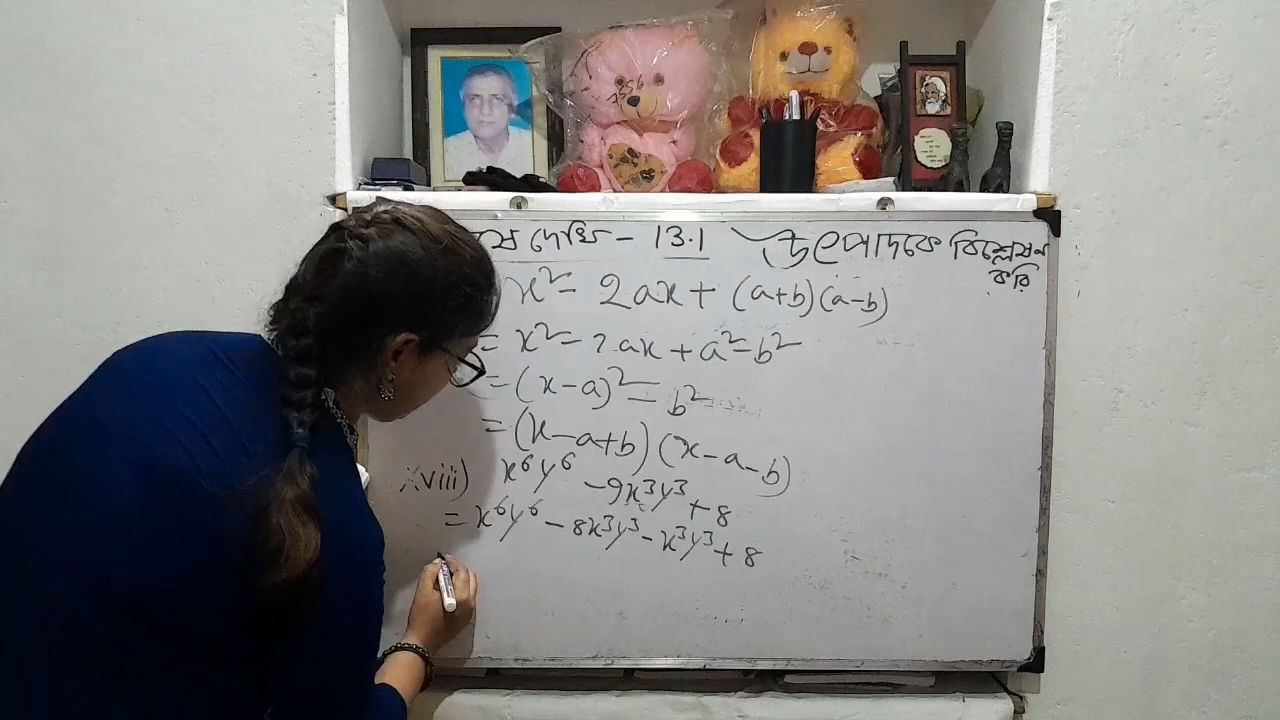 দেখি - 13.1 উৎপাদকে বিশ্লেষণ
করি
x² - 2ax + (a+b)(a-b)
= x² - 2ax + a² - b²
= (x-a)² - b²
= (x-a+b)(x-a-b)
xviii) x⁶y⁶ - 9x³y³ + 8
= x⁶y⁶ - 8x³y³ - x³y³ + 8